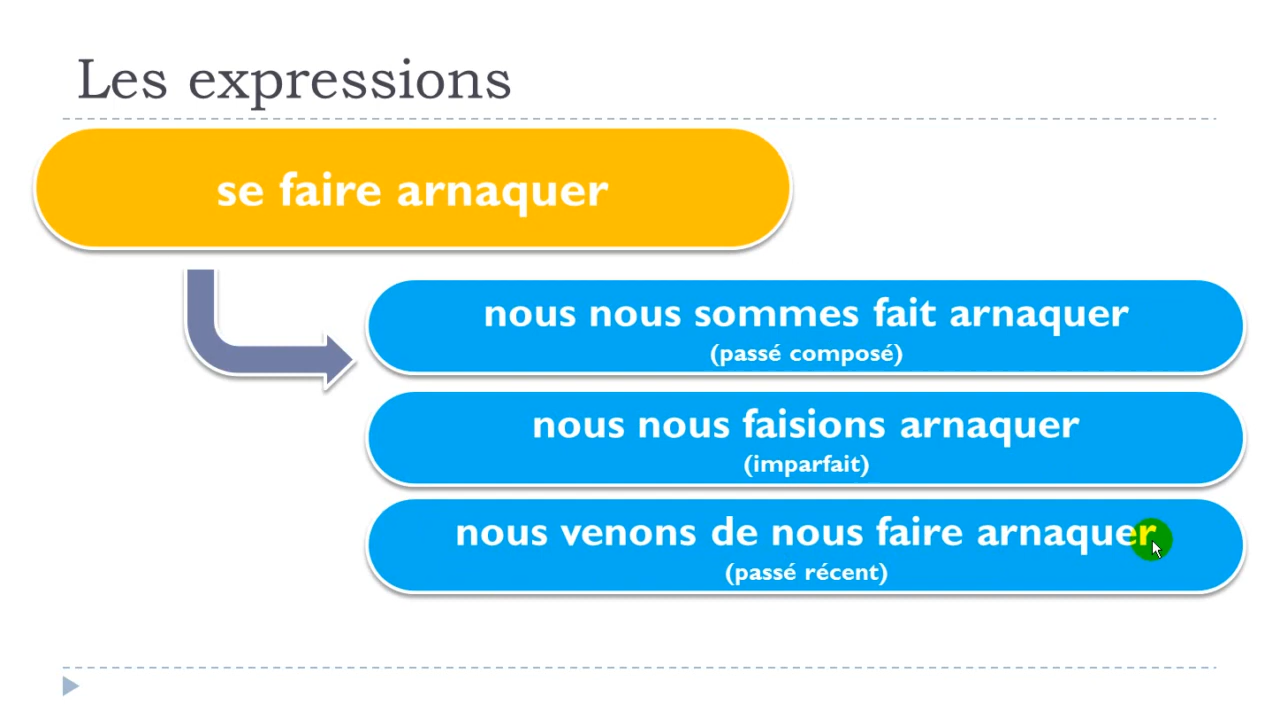 Les expressions
se faire arnaquer
nous nous sommes fait arnaquer
(passé composé)
nous nous faisions arnaquer
(imparfait)
nous venons de nous faire arnaquer
(passé récent)